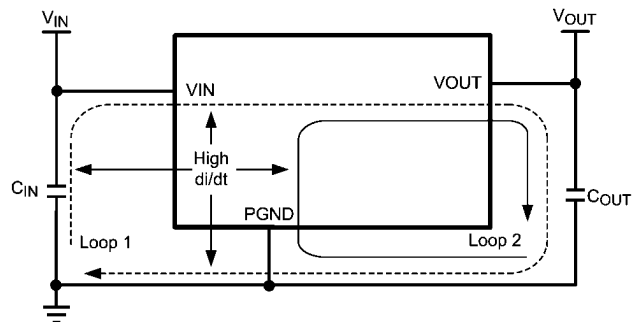 VIN
VOUT
VIN
VOUT
High
di/dt
CIN
COUT
PGND
Loop 1
Loop 2